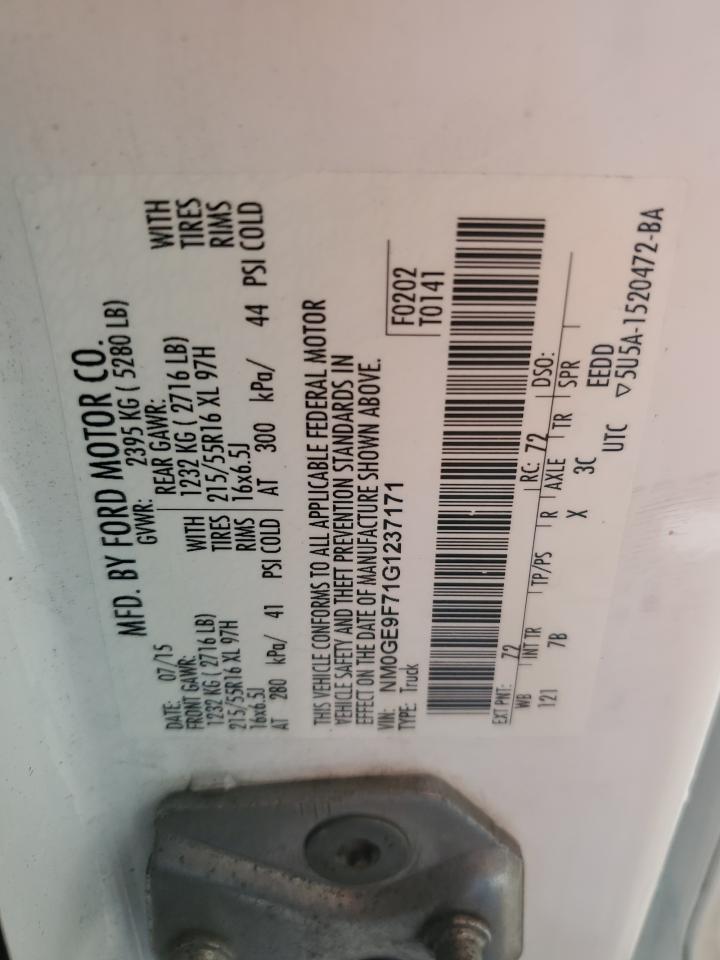 MFD. BY FORD MOTOR CO.
DATE: 07/15 GVWR: 2395 KG ( 5280 LB)
FRONT GAWR: REAR GAWR:
1232 KG ( 2716 LB) WITH 1232 KG ( 2716 LB) WITH
215/55R16 XL 97H TIRES 215/55R16 XL 97H TIRES
16x6.5J RIMS 16x6.5J RIMS
AT 280 kPa/ 41 PSI COLD AT 300 kPa/ 44 PSI COLD
THIS VEHICLE CONFORMS TO ALL APPLICABLE FEDERAL MOTOR
VEHICLE SAFETY AND THEFT PREVENTION STANDARDS IN
EFFECT ON THE DATE OF MANUFACTURE SHOWN ABOVE.
VIN: NM0GE9F71G1237171 F0202
TYPE: Truck T0141
EXT PNT: 72 RC: 72 DSO:
WB INT TR TP/PS R AXLE TR SPR
121 7B X 3C EEDD
UTC ▽5U5A-1520472-BA